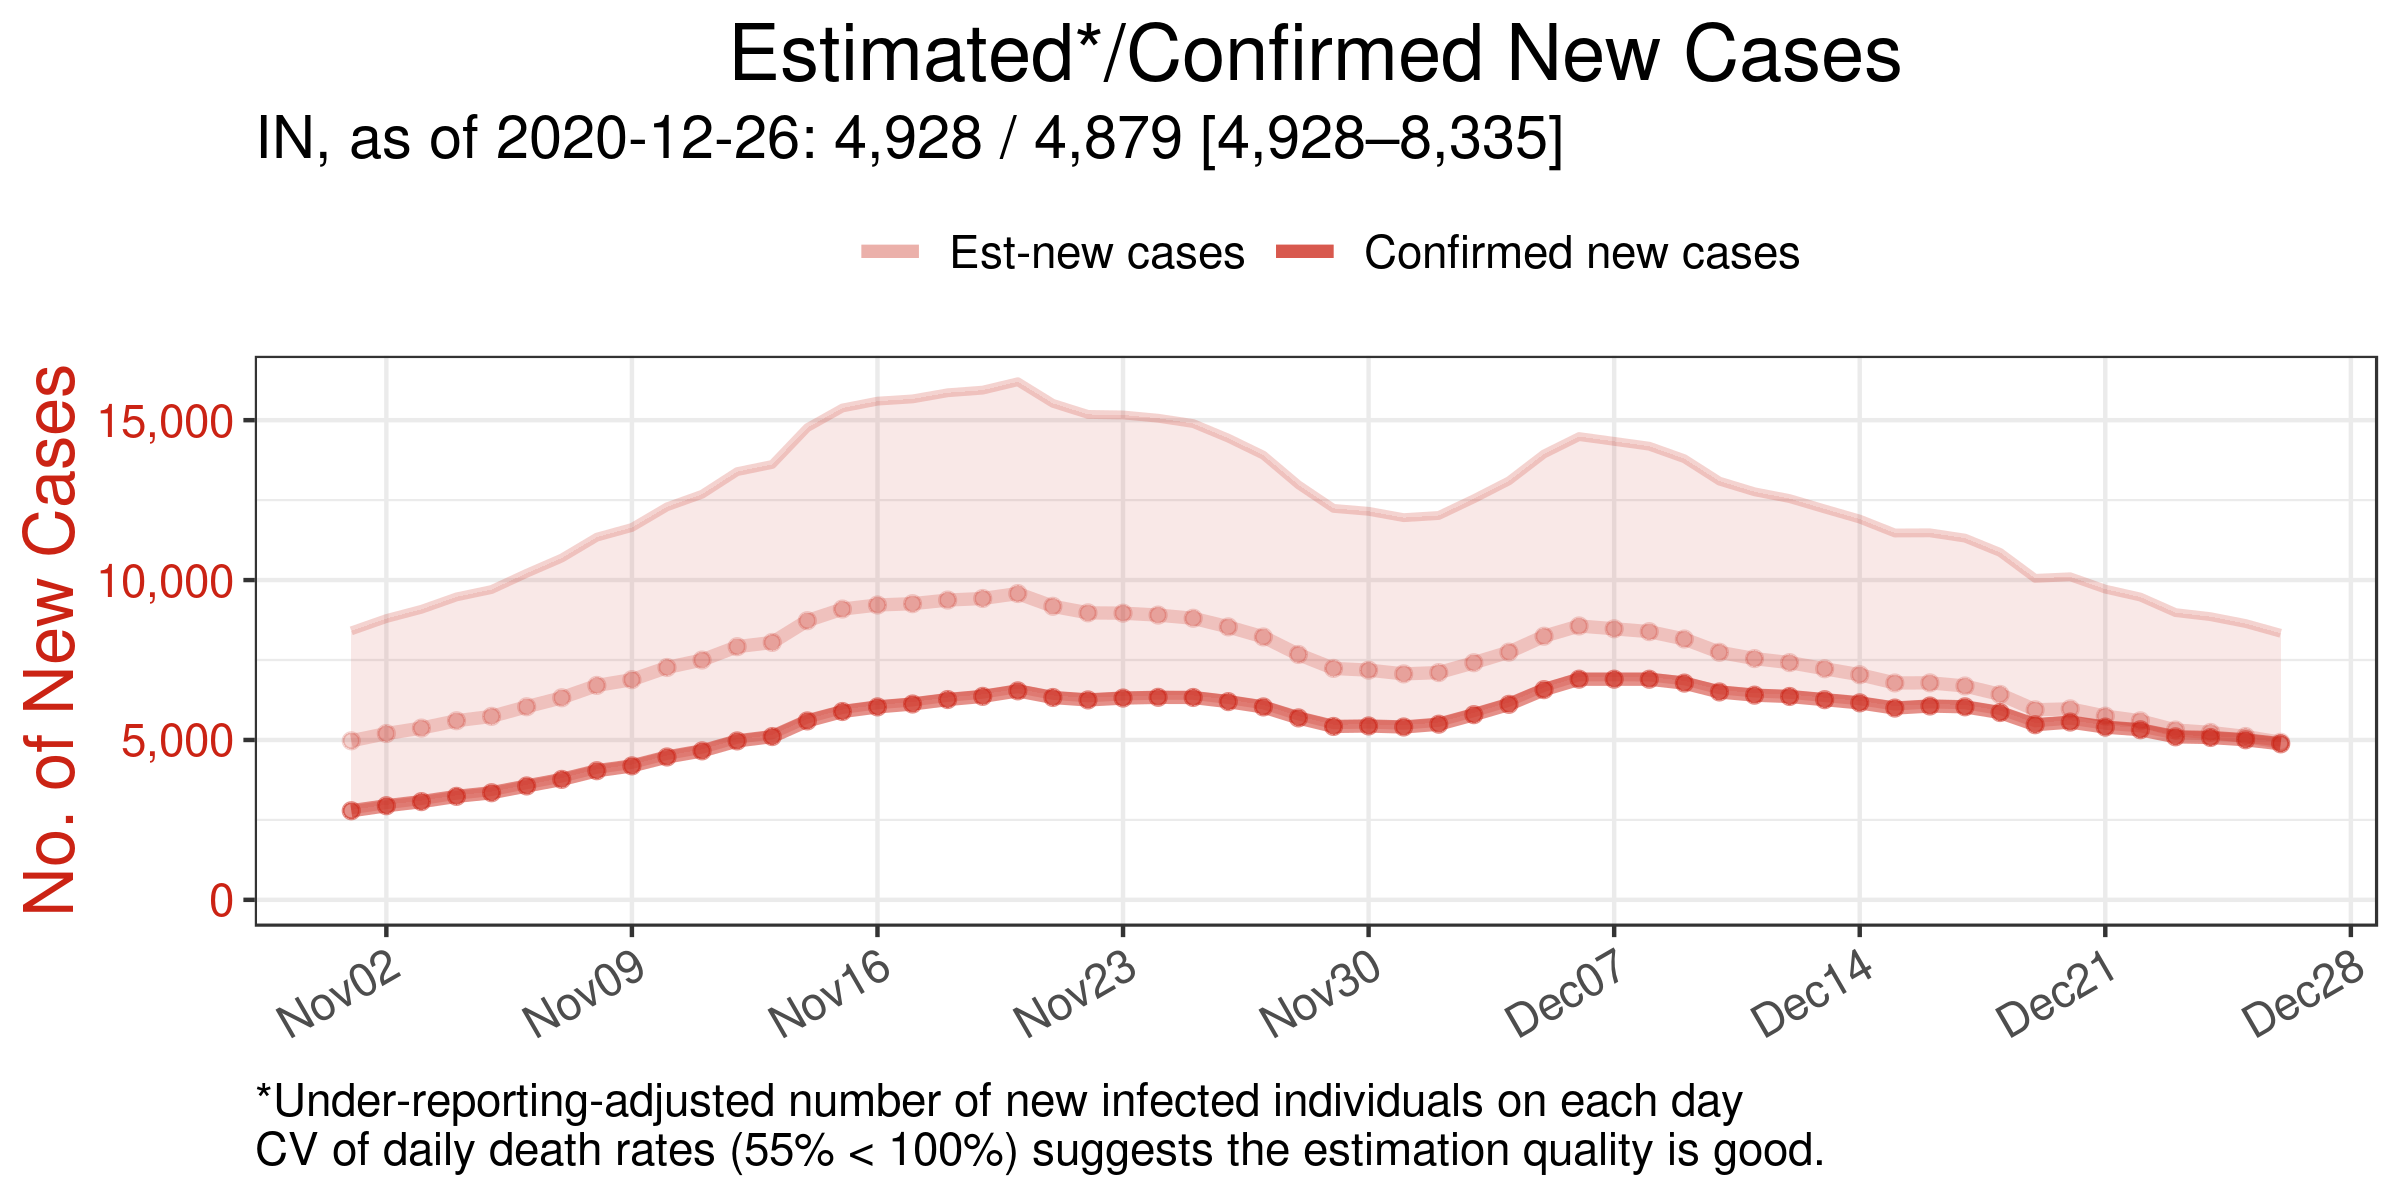 Estimated*/Confirmed New Cases
IN, as of 2020-12-26: 4,928 / 4,879 [4,928–8,335]
Est-new cases
Confirmed new cases
No. of New Cases
15,000
10,000
5,000
0
Nov02
Nov09
Nov16
Nov23
Nov30
Dec07
Dec14
Dec21
Dec28
*Under-reporting-adjusted number of new infected individuals on each day
CV of daily death rates (55% < 100%) suggests the estimation quality is good.